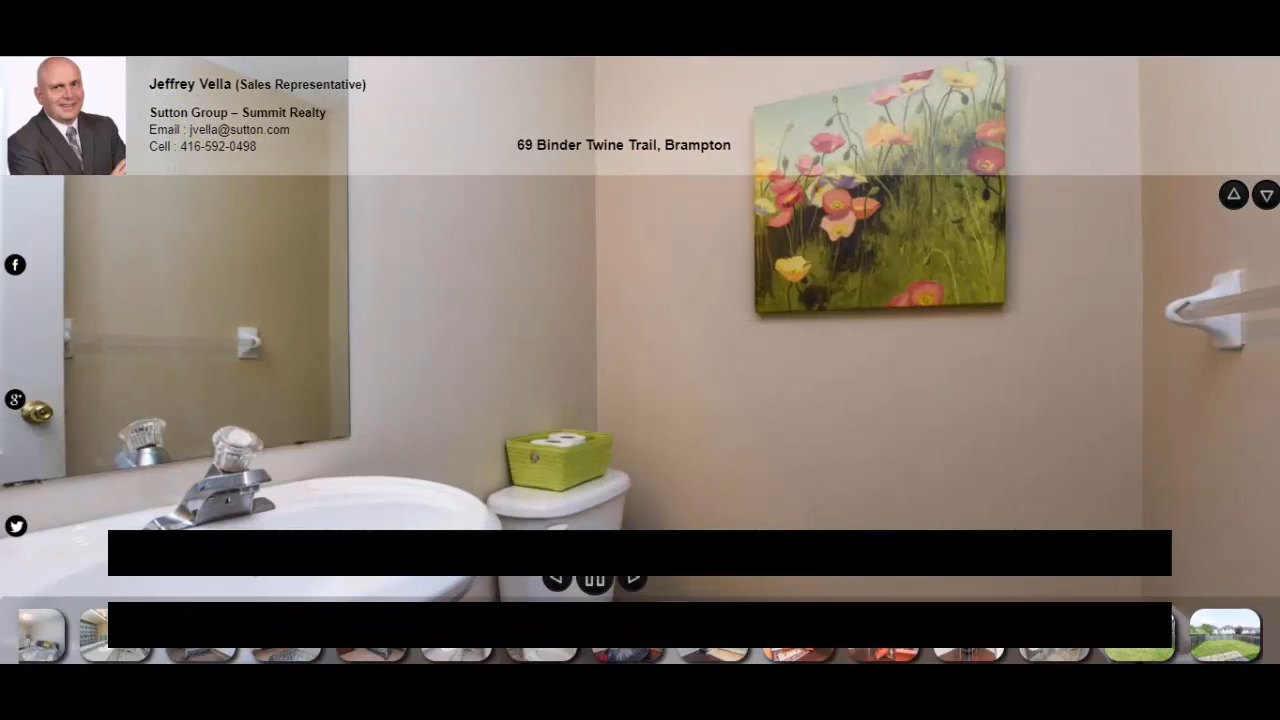 Jeffrey Vella (Sales Representative)
Sutton Group – Summit Realty
Email : jvella@sutton.com
Cell : 416-592-0498
69 Binder Twine Trail, Brampton